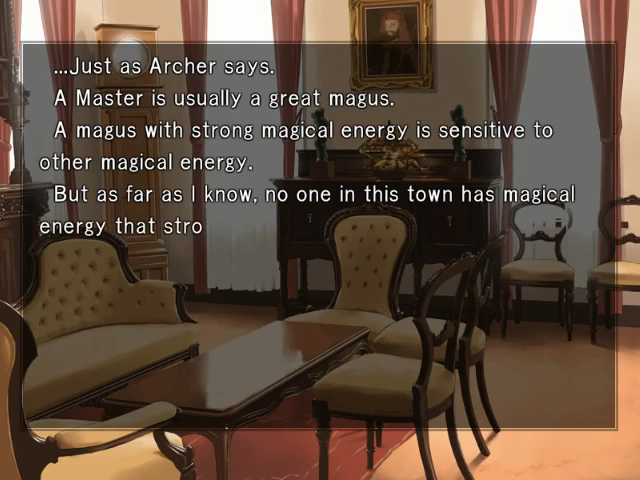 ...Just as Archer says.
A Master is usually a great magus.
A magus with strong magical energy is sensitive to
other magical energy.
But as far as I know, no one in this town has magical
energy that stro